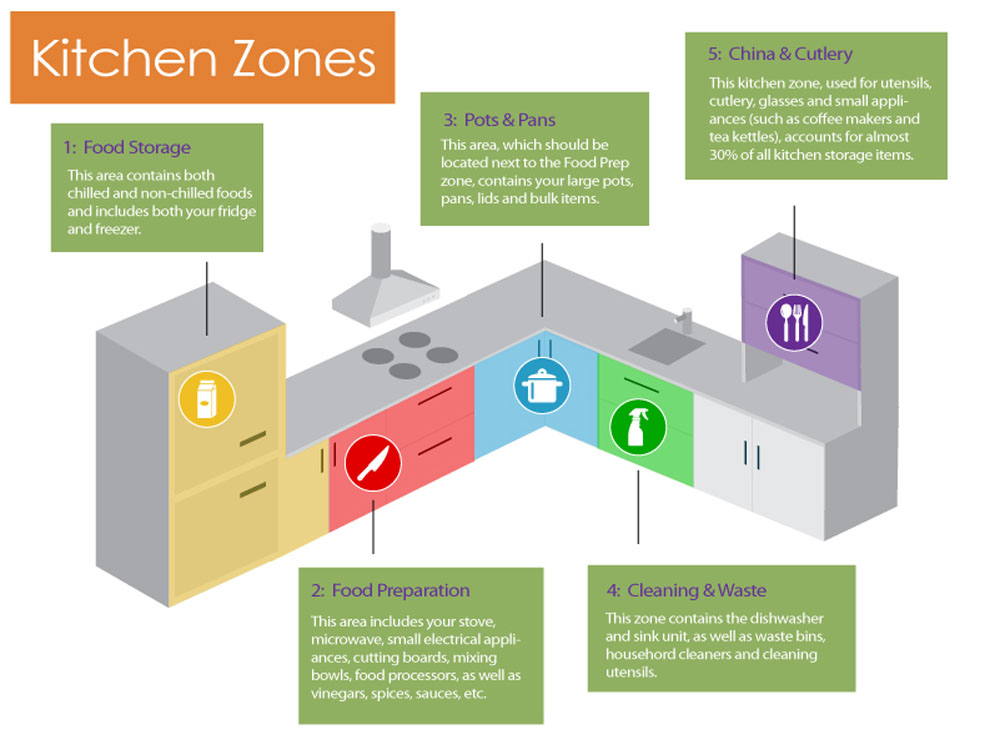 Kitchen Zones
1: Food Storage
This area contains both
chilled and non-chilled foods
and includes both your fridge
and freezer.
2: Food Preparation
This area includes your stove,
microwave, small electrical appli-
ances, cutting boards, mixing
bowls, food processors, as well as
vinegars, spices, sauces, etc.
3: Pots & Pans
This area, which should be
located next to the Food Prep
zone, contains your large pots,
pans, lids and bulk items.
4: Cleaning & Waste
This zone contains the dishwasher
and sink unit, as well as waste bins,
househord cleaners and cleaning
utensils.
5: China & Cutlery
This kitchen zone, used for utensils,
cutlery, glasses and small appli-
ances (such as coffee makers and
tea kettles), accounts for almost
30% of all kitchen storage items.